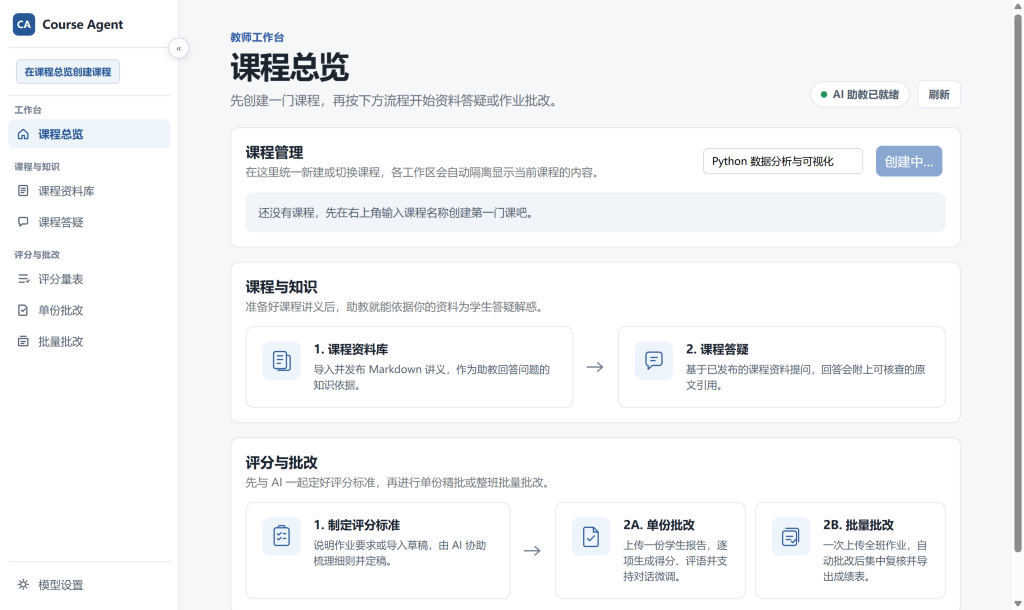 CA Course Agent
«
在课程总览创建课程
工作台
课程总览
课程与知识
课程资料库
课程答疑
评分与批改
评分量表
单份批改
批量批改
模型设置
教师工作台
课程总览
先创建一门课程，再按下方流程开始资料答疑或作业批改。
AI 助教已就绪
刷新
课程管理
在这里统一新建或切换课程，各工作区会自动隔离显示当前课程的内容。
Python 数据分析与可视化
创建中...
还没有课程，先在右上角输入课程名称创建第一门课吧。
课程与知识
准备好课程讲义后，助教就能依据你的资料为学生答疑解惑。
1. 课程资料库
导入并发布 Markdown 讲义，作为助教回答问题的
知识依据。
2. 课程答疑
基于已发布的课程资料提问，回答会附上可核查的原
文引用。
评分与批改
先与 AI 一起定好评分标准，再进行单份精批或整班批量批改。
1. 制定评分标准
说明作业要求或导入草稿，由 AI 协助
梳理细则并定稿。
2A. 单份批改
上传一份学生报告，逐
项生成得分、评语并支
持对话微调。
2B. 批量批改
一次上传全班作业，自
动批改后集中复核并导
出成绩表。